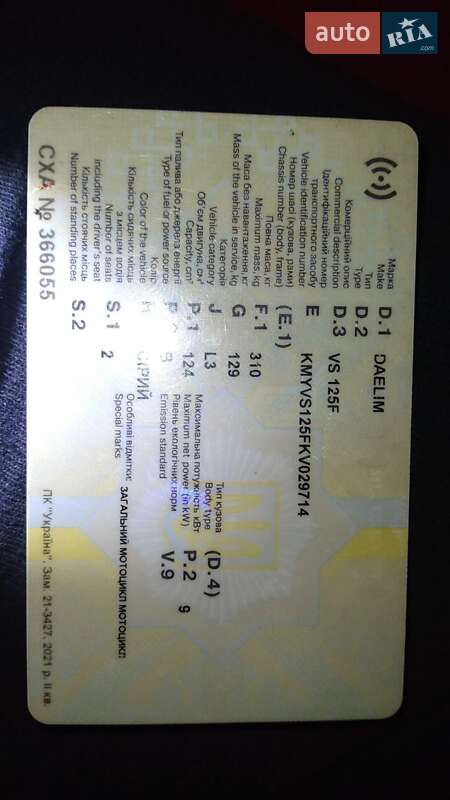 auto RIA .com
Марка
Make D.1 DAELIM
Тип
Type D.2
Комерційний опис
Commercial description D.3 VS 125F
Ідентифікаційний номер
транспортного засобу
Vehicle identification number E KMYVS125FKV029714
Номер шасі (кузова, рами)
Chassis number (body, frame) (E.1)
Повна маса, кг
Maximum mass, kg F.1 310
Маса без навантаження, кг
Mass of the vehicle in service, kg G 129
Категорія
Vehicle category J L3 Тип кузова
Body type (D.4)
Об'єм двигуна, см³
Capacity, cm³ P.1 124 Максимальна потужність кВт
Maximum net power (in kW) P.2 9
Тип палива або джерела енергії
Type of fuel or power source P.3 B Рівень екологічних норм
Emission standard V.9
Колір
Color of the vehicle R СІРИЙ
Кількість сидячих місць
з місцем водія
Number of seats
including the driver's seat S.1 2 Особливі відмітки: ЗАГАЛЬНИЙ МОТОЦИКЛ МОТОЦИКЛ
Special marks
Кількість стоячих місць
Number of standing places S.2
СХА № 366055
ПК "Україна". Зам. 21-3427. 2021 р. II кв.